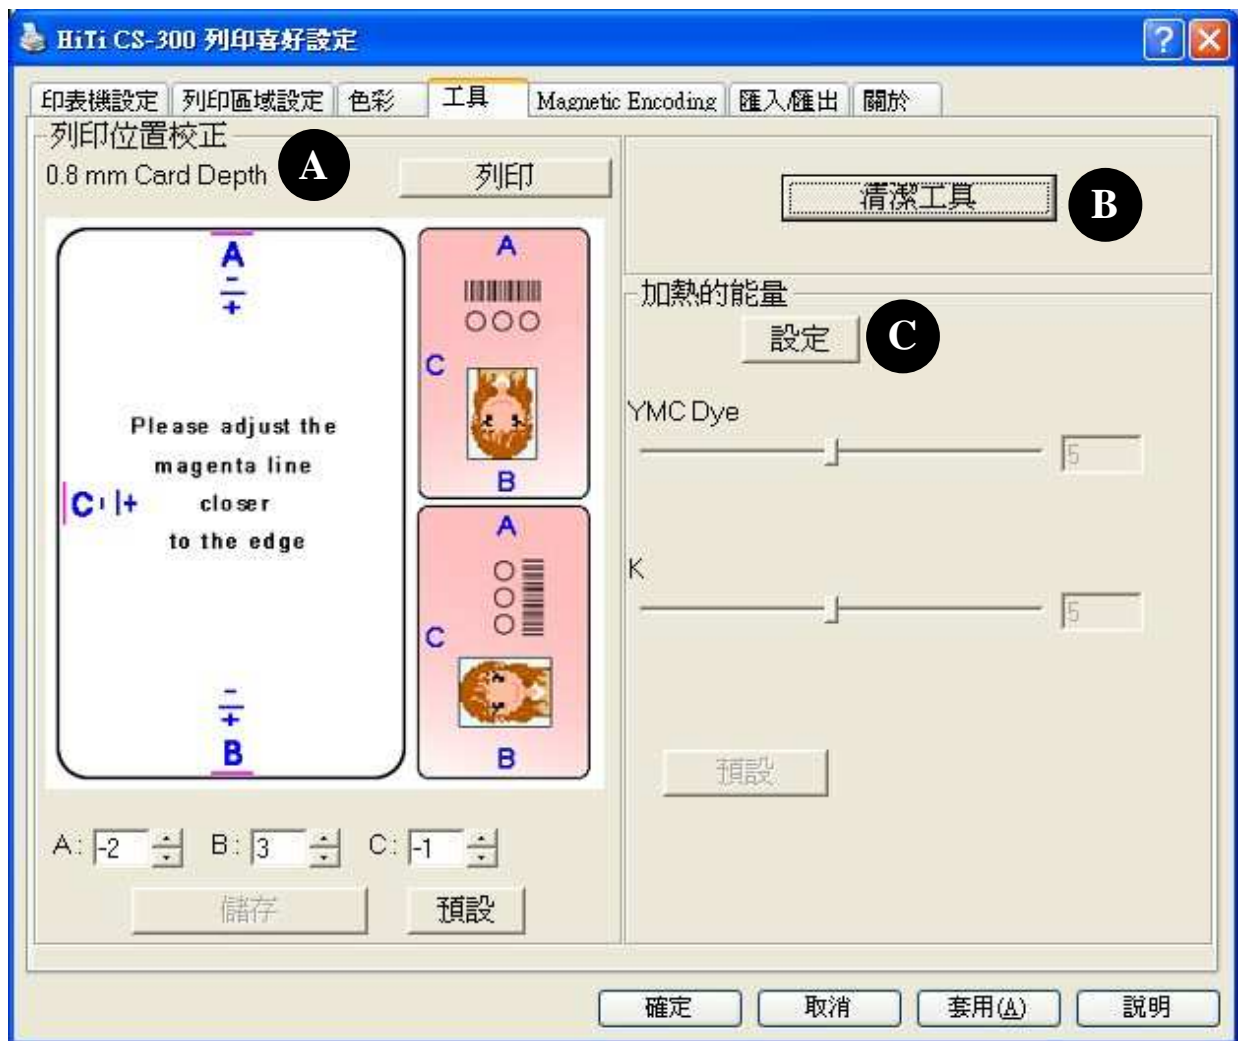 HiTi CS-300 列印喜好設定
印表機設定 列印區域設定 色彩 工具 Magnetic Encoding 匯入/匯出 關於
列印位置校正
0.8 mm Card Depth A 列印
清潔工具 B
A
-
+
Please adjust the
magenta line
closer
to the edge
C - +
-
+
B
A
C
B
A
C
B
加熱的能量
設定 C
YMC Dye
5
K
5
預設
A: -2 B: 3 C: -1
儲存 預設
確定 取消 套用(A) 說明